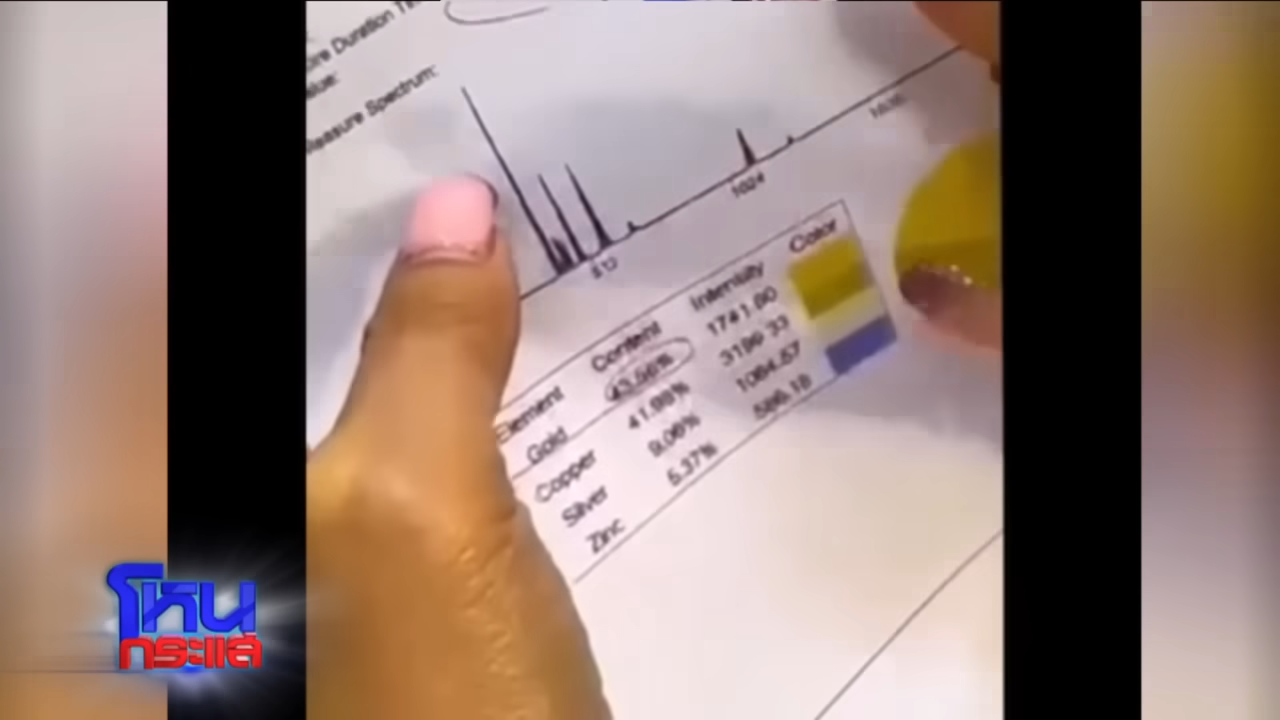 Measure Spectrum:
512
1024
Element Content Intensity Color
Gold 43.56% 1741.60
Copper 41.98% 3199.33
Silver 9.06% 1064.57
Zinc 5.37% 586.18
โหน
กระแส